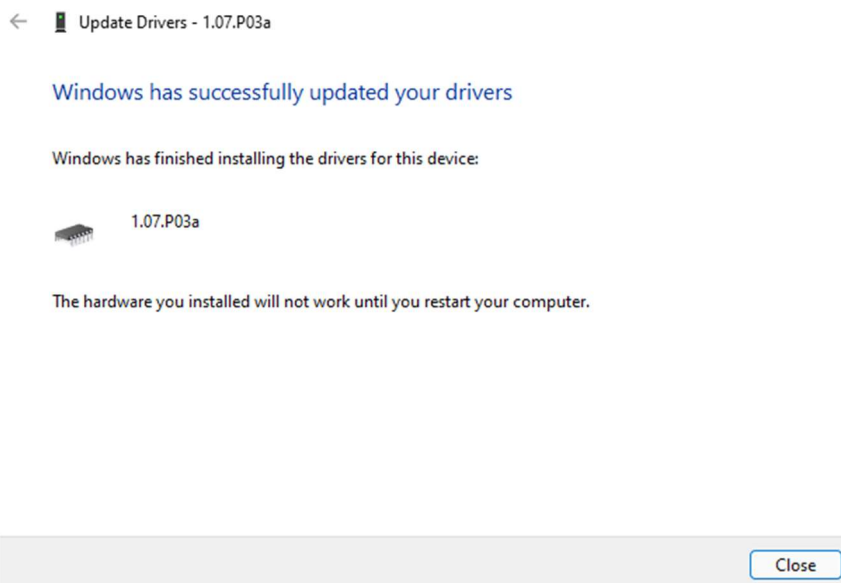 Update Drivers - 1.07.P03a
Windows has successfully updated your drivers
Windows has finished installing the drivers for this device:
1.07.P03a
The hardware you installed will not work until you restart your computer.
Close